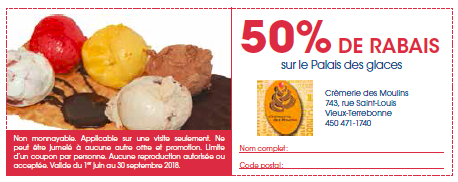 50% DE RABAIS
sur le Palais des glaces
Crèmerie des Moulins
743, rue Saint-Louis
Vieux-Terrebonne
450 471-1740
Nom complet :
Code postal :
Non monnayable. Applicable sur une visite seulement. Ne
peut être jumelé à aucune autre offre et promotion. Limite
d'un coupon par personne. Aucune reproduction autorisée ou
acceptée. Valide du 1er juin au 30 septembre 2018.